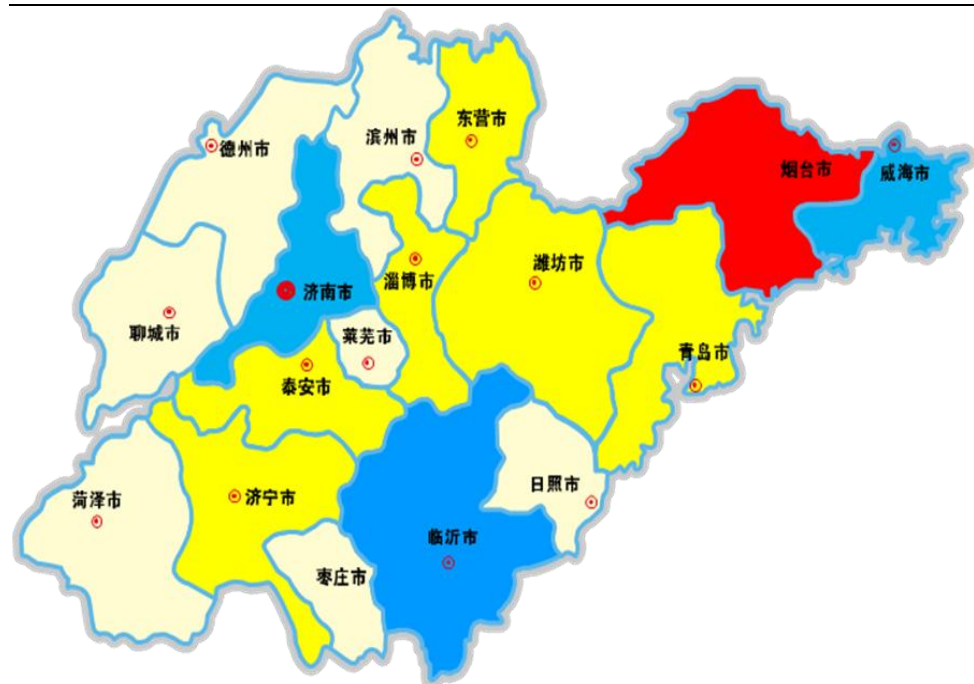 东营市
滨州市
德州市
烟台市
威海市
潍坊市
淄博市
济南市
聊城市
莱芜市
青岛市
泰安市
日照市
菏泽市
济宁市
临沂市
枣庄市